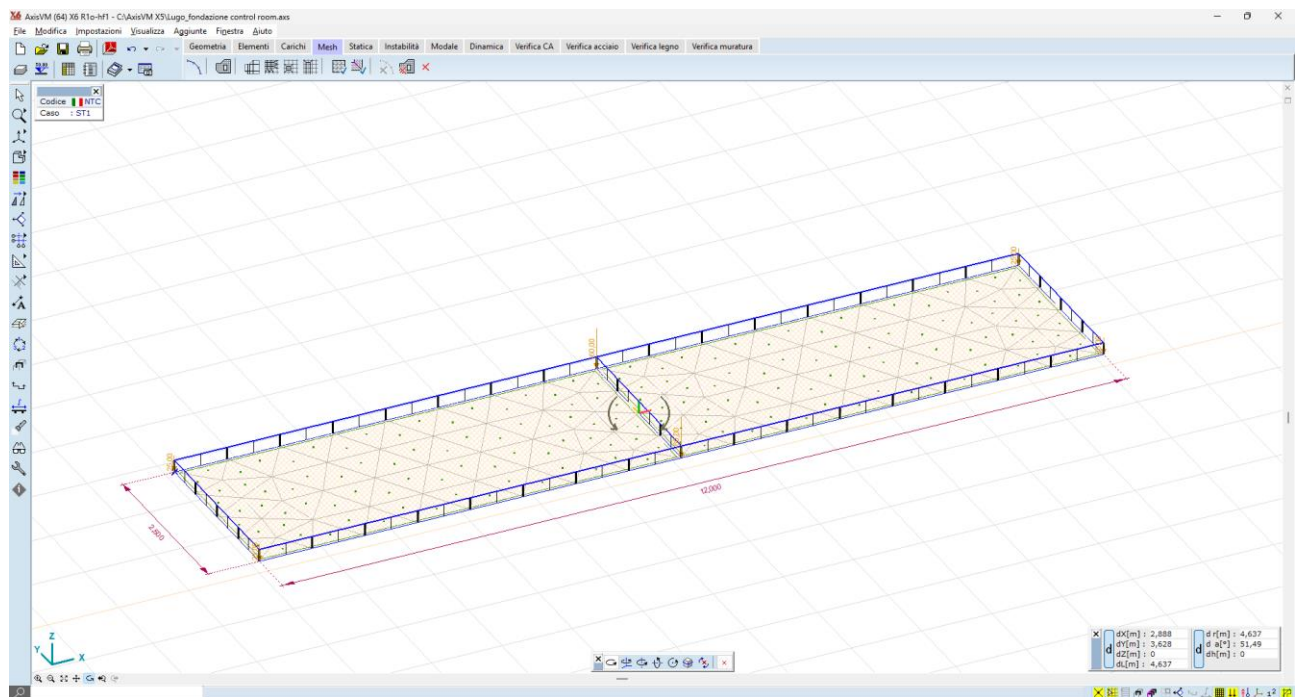 AxisVM (64) X6 R1o-hf1 - C:\AxisVM X5\Lugo_fondazione control room.axs
File Modifica Impostazioni Visualizza Aggiunte Finestra Aiuto
Geometria Elementi Carichi Mesh Statica Instabilità Modale Dinamica Verifica CA Verifica acciaio Verifica legno Verifica muratura
Codice NTC
Caso : ST1
12,000
Z
Y
X
dX[m] : 2,888
dY[m] : 3,628
dZ[m] : 0
dL[m] : 4,637
d
d r[m] : 4,637
d a[°] : 51,49
dh[m] : 0
d